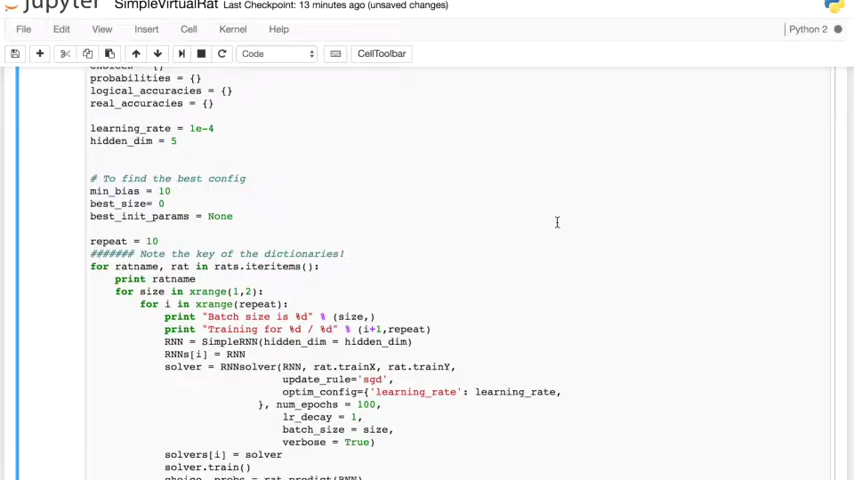 jupyter SimpleVirtualRat Last Checkpoint: 13 minutes ago (unsaved changes)
File Edit View Insert Cell Kernel Help Python 2
Code CellToolbar
choices = {}
probabilities = {}
logical_accuracies = {}
real_accuracies = {}
learning_rate = 1e-4
hidden_dim = 5
# To find the best config
min_bias = 10
best_size= 0
best_init_params = None
repeat = 10
####### Note the key of the dictionaries!
for ratname, rat in rats.iteritems():
print ratname
for size in xrange(1,2):
for i in xrange(repeat):
print "Batch size is %d" % (size,)
print "Training for %d / %d" % (i+1,repeat)
RNN = SimpleRNN(hidden_dim = hidden_dim)
RNNs[i] = RNN
solver = RNNsolver(RNN, rat.trainX, rat.trainY,
update_rule='sgd',
optim_config={'learning_rate': learning_rate,
}, num_epochs = 100,
lr_decay = 1,
batch_size = size,
verbose = True)
solvers[i] = solver
solver.train()
choice, probs = rat.predict(RNN)